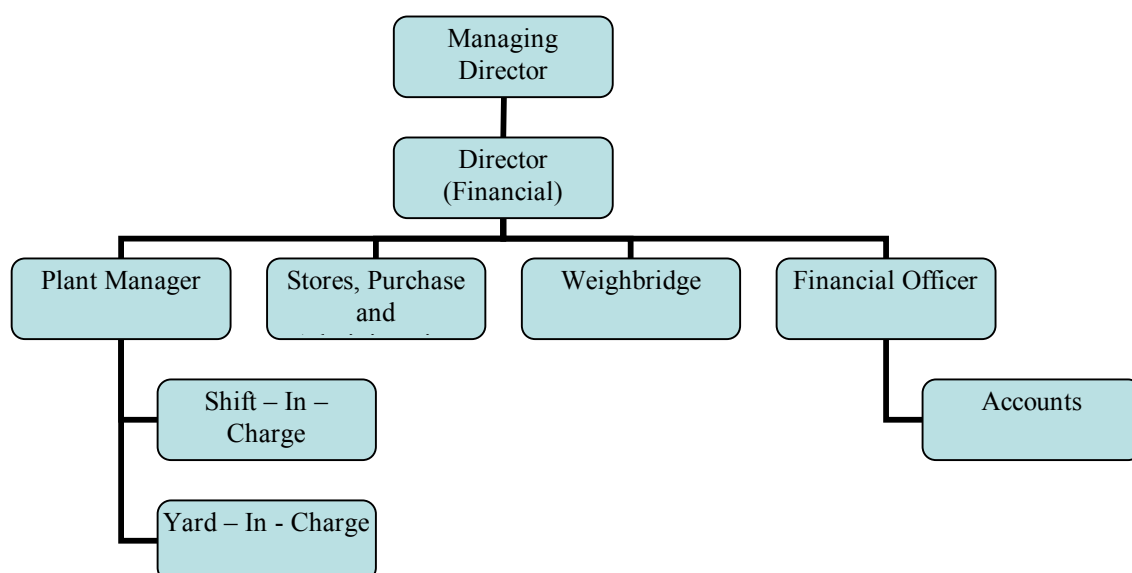 Managing
Director
Director
(Financial)
Plant Manager
Stores, Purchase
and
Weighbridge
Financial Officer
Shift – In –
Charge
Accounts
Yard – In - Charge